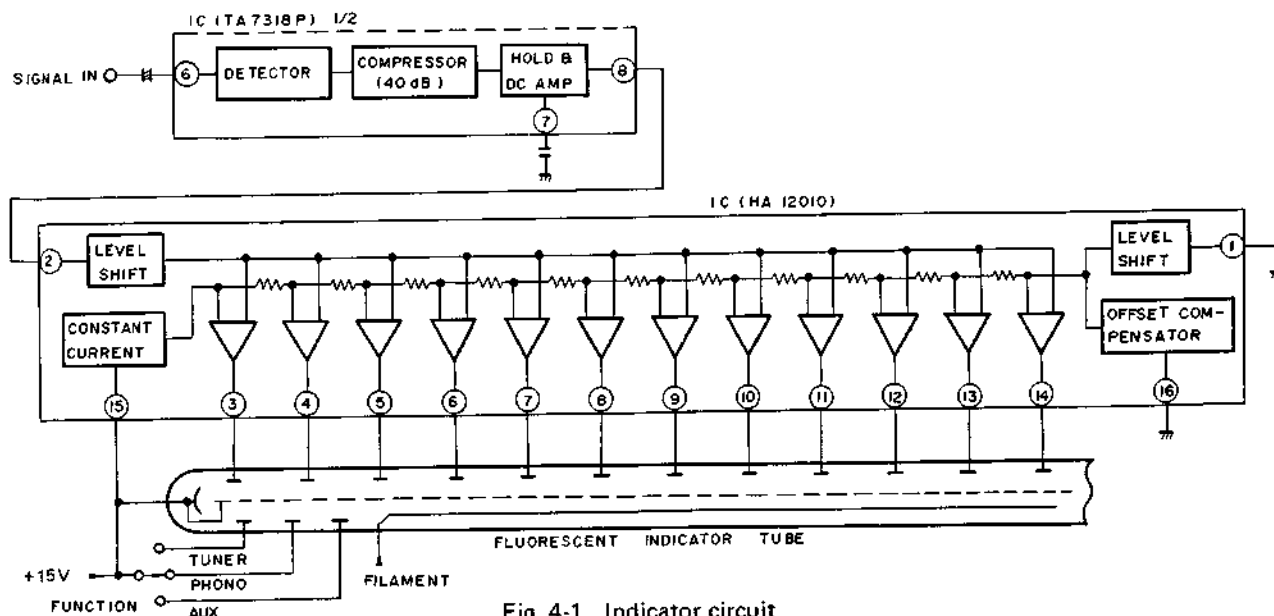 IC (TA7318P) 1/2
SIGNAL IN
6
DETECTOR
COMPRESSOR
(40 dB)
HOLD &
DC AMP
8
7
IC (HA 12010)
2
LEVEL
SHIFT
LEVEL
SHIFT
1
CONSTANT
CURRENT
OFFSET COM-
PENSATOR
15
3
4
5
6
7
8
9
10
11
12
13
14
16
FLUORESCENT INDICATOR TUBE
TUNER
+15V
PHONO
FILAMENT
FUNCTION
AUX
Fig. 4-1 Indicator circuit